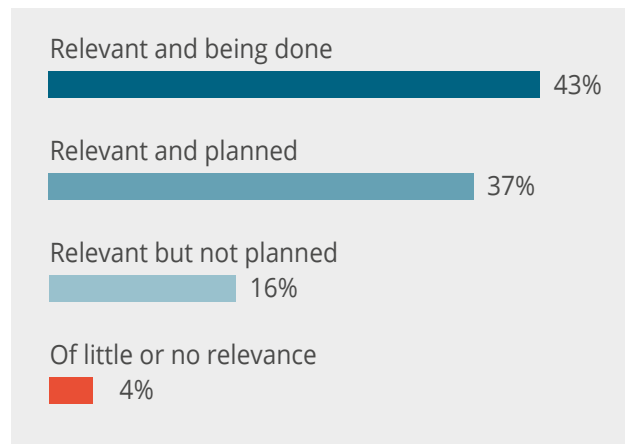 Relevant and being done
43%
Relevant and planned
37%
Relevant but not planned
16%
Of little or no relevance
4%